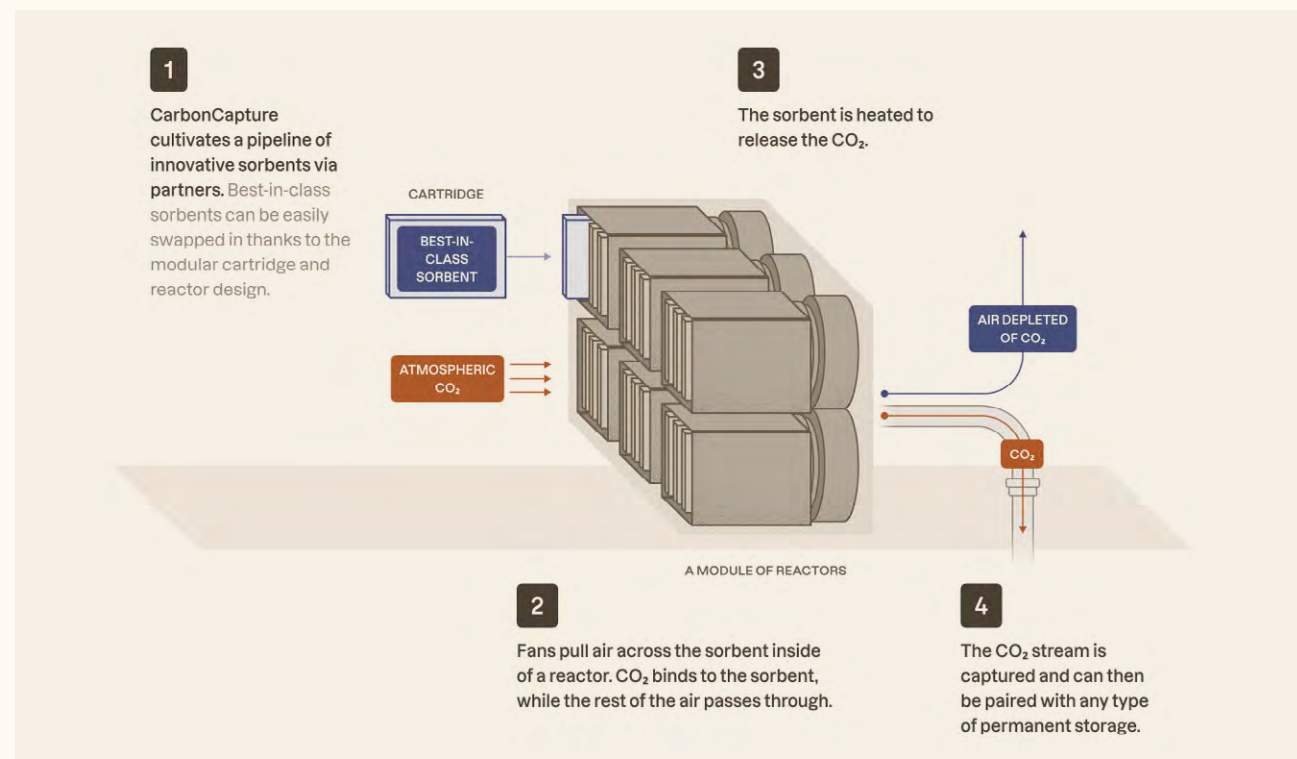 1
CarbonCapture
cultivates a pipeline of
innovative sorbents via
partners. Best-in-class
sorbents can be easily
swapped in thanks to the
modular cartridge and
reactor design.
3
The sorbent is heated to
release the CO₂.
CARTRIDGE
BEST-IN-
CLASS
SORBENT
ATMOSPHERIC
CO₂
AIR DEPLETED
OF CO₂
CO₂
A MODULE OF REACTORS
2
Fans pull air across the sorbent inside
of a reactor. CO₂ binds to the sorbent,
while the rest of the air passes through.
4
The CO₂ stream is
captured and can then
be paired with any type
of permanent storage.